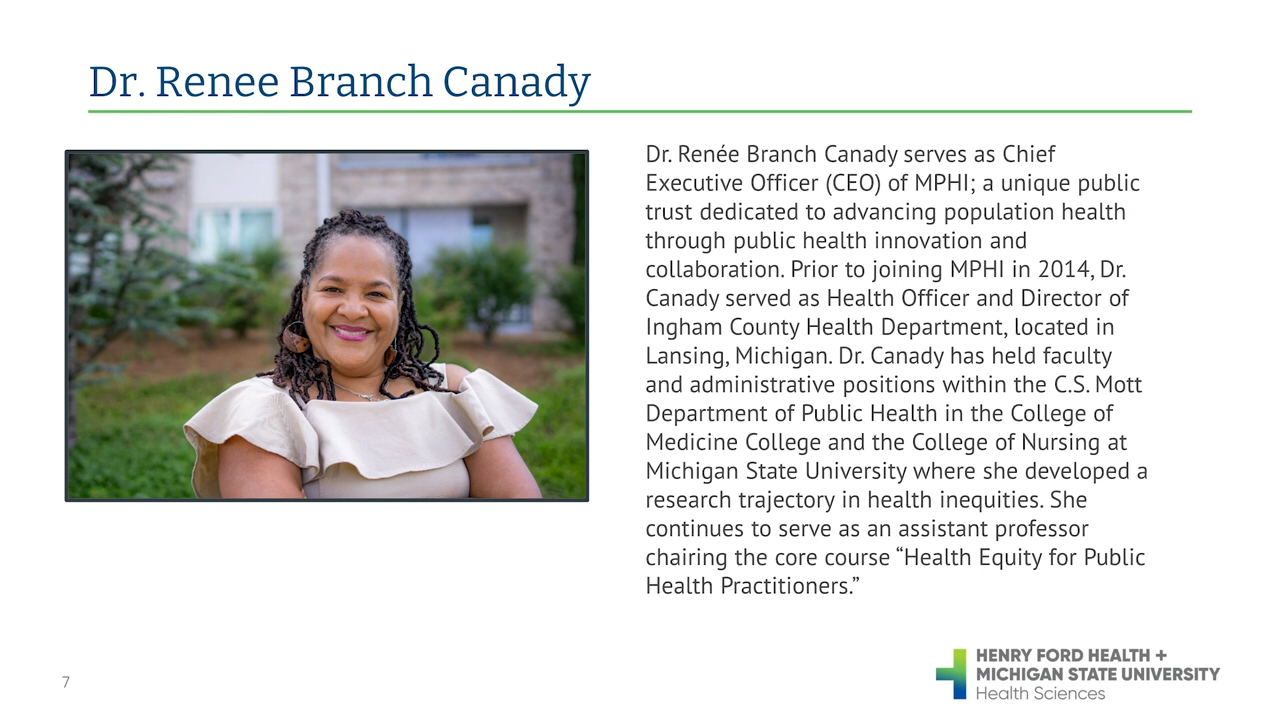 Dr. Renee Branch Canady
Dr. Renée Branch Canady serves as Chief
Executive Officer (CEO) of MPHI; a unique public
trust dedicated to advancing population health
through public health innovation and
collaboration. Prior to joining MPHI in 2014, Dr.
Canady served as Health Officer and Director of
Ingham County Health Department, located in
Lansing, Michigan. Dr. Canady has held faculty
and administrative positions within the C.S. Mott
Department of Public Health in the College of
Medicine College and the College of Nursing at
Michigan State University where she developed a
research trajectory in health inequities. She
continues to serve as an assistant professor
chairing the core course “Health Equity for Public
Health Practitioners.”
7
HENRY FORD HEALTH +
MICHIGAN STATE UNIVERSITY
Health Sciences